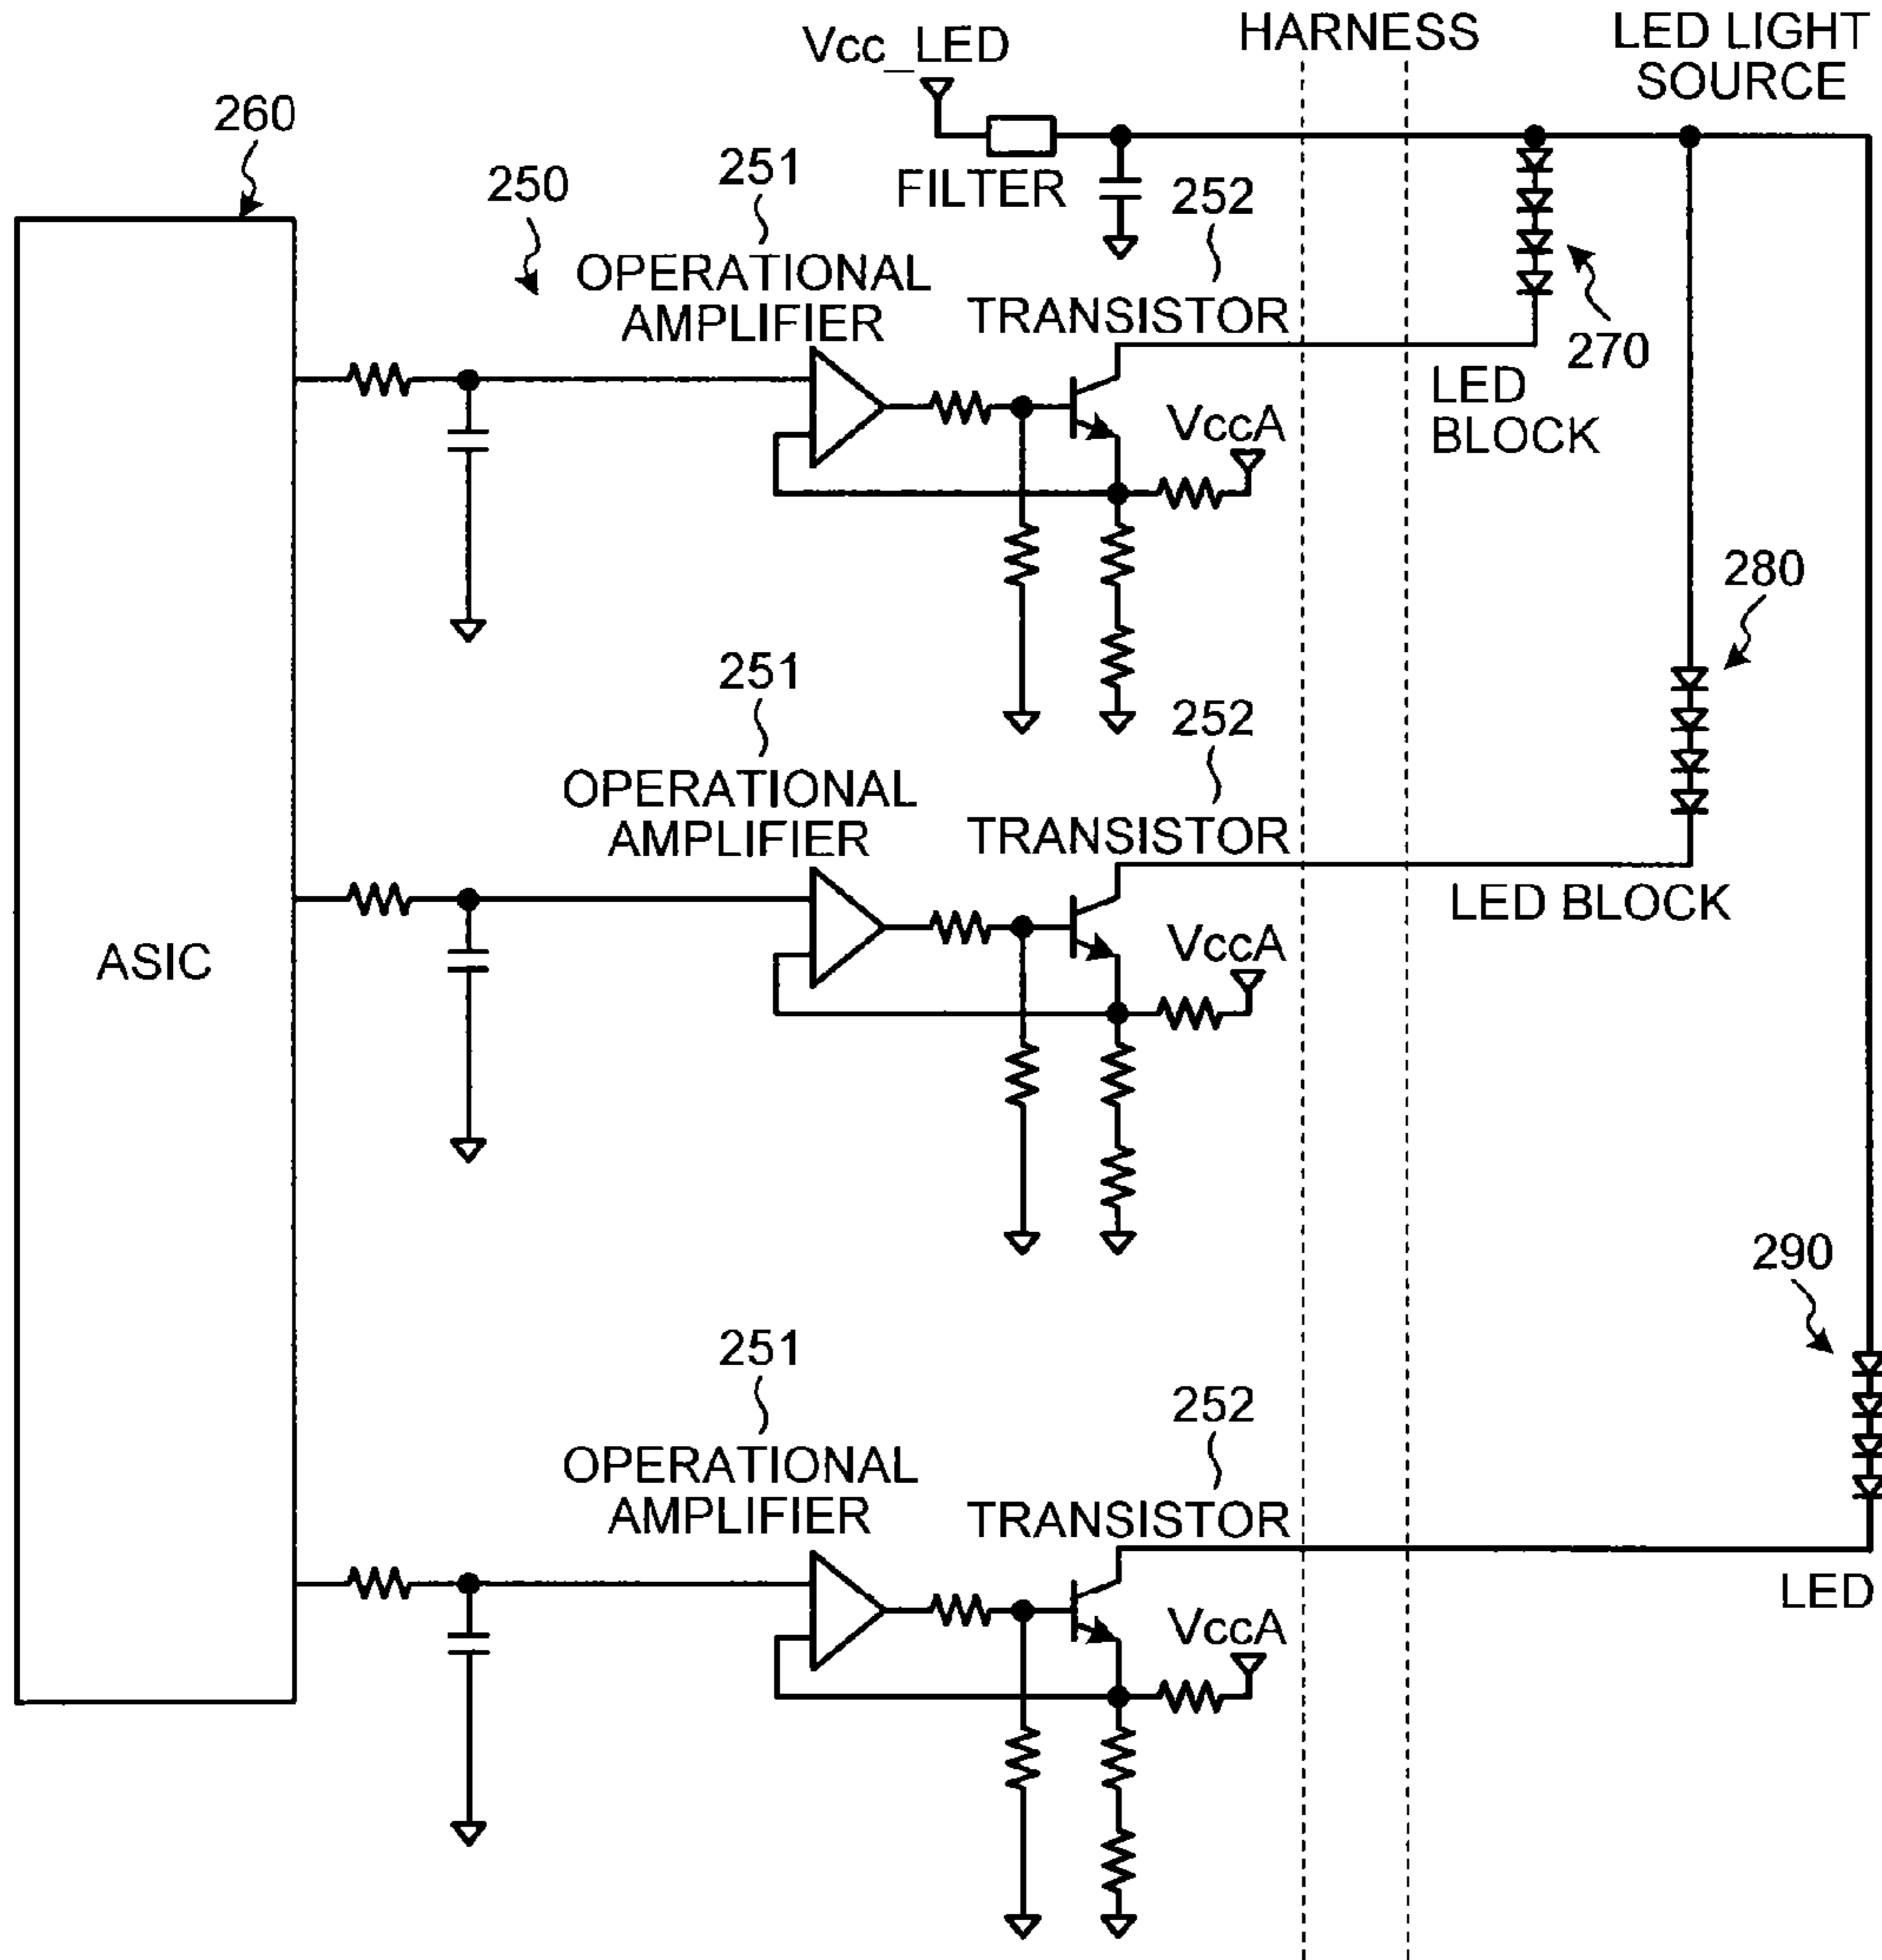 Vcc_LED
HARNESS
LED LIGHT
SOURCE
260
250
251
FILTER
252
OPERATIONAL
AMPLIFIER
TRANSISTOR
270
LED
BLOCK
VccA
280
251
252
OPERATIONAL
AMPLIFIER
TRANSISTOR
LED BLOCK
VccA
ASIC
290
251
252
OPERATIONAL
AMPLIFIER
TRANSISTOR
LED
VccA